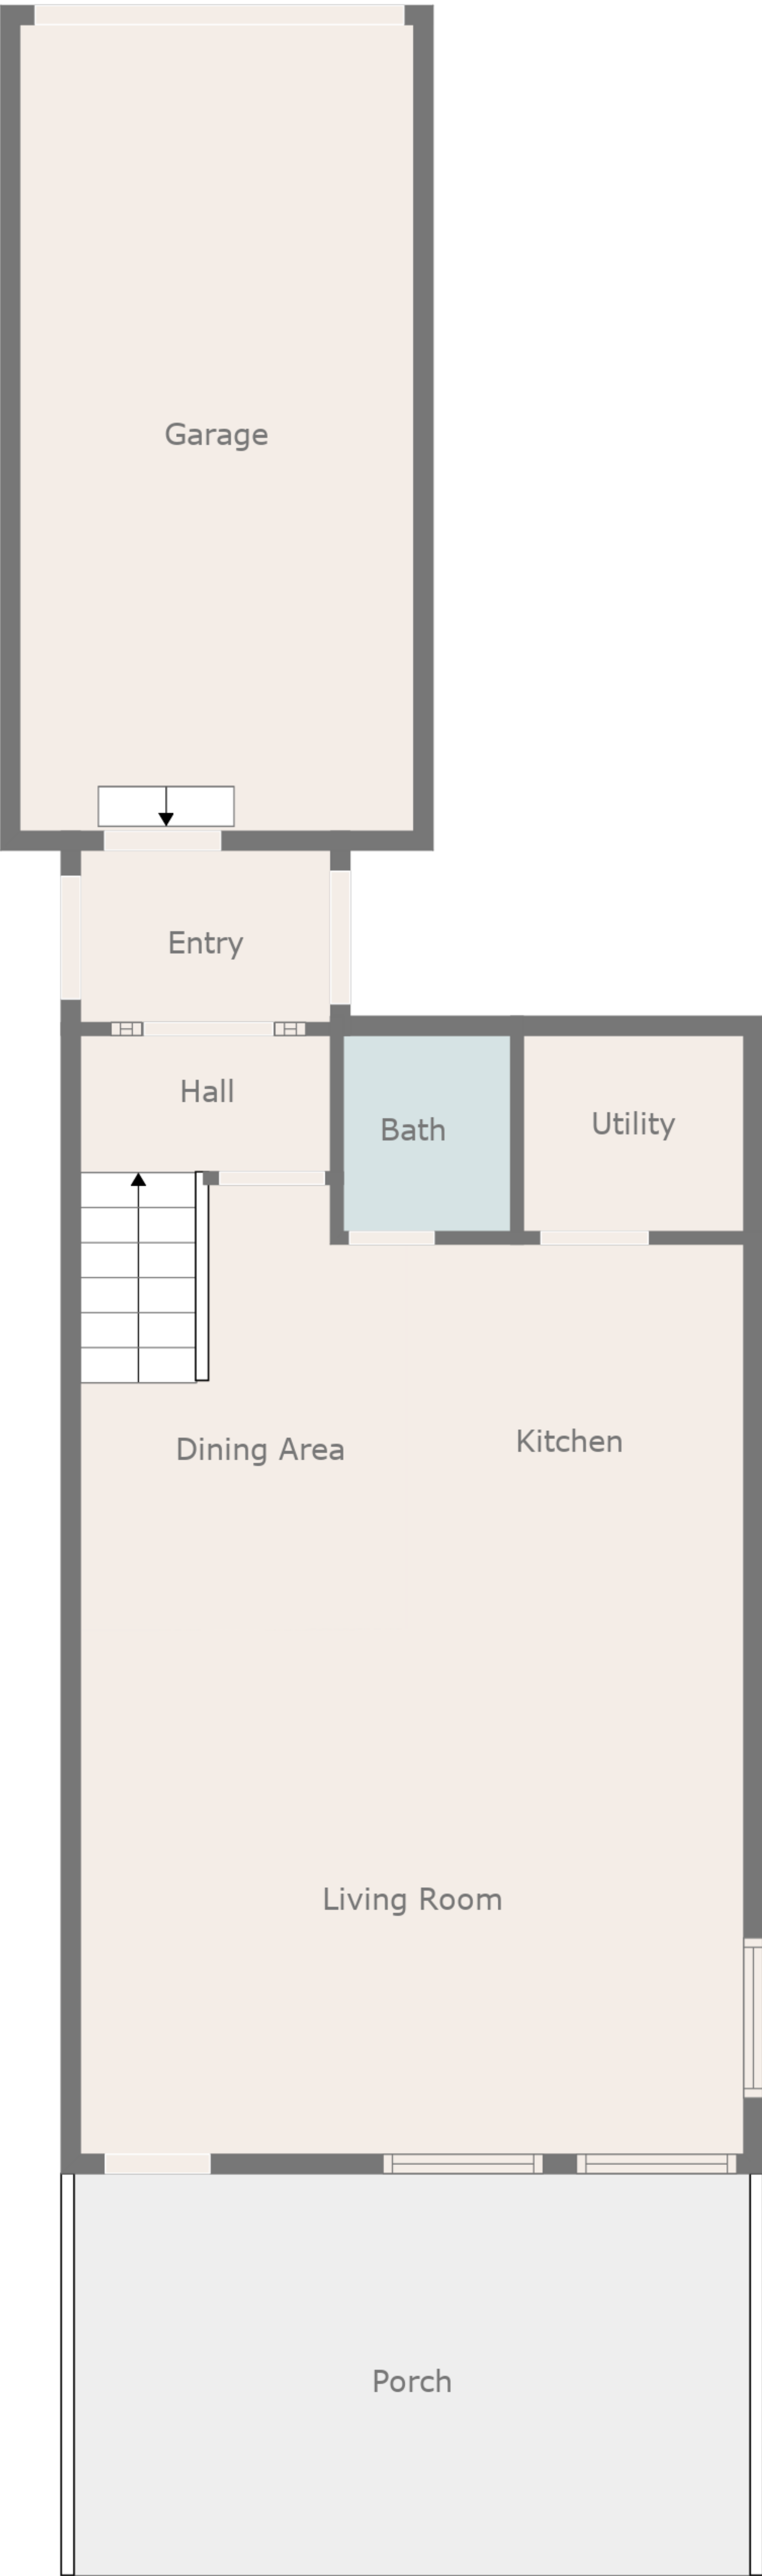 Garage
Entry
Hall
Bath
Utility
Dining Area
Kitchen
Living Room
Porch